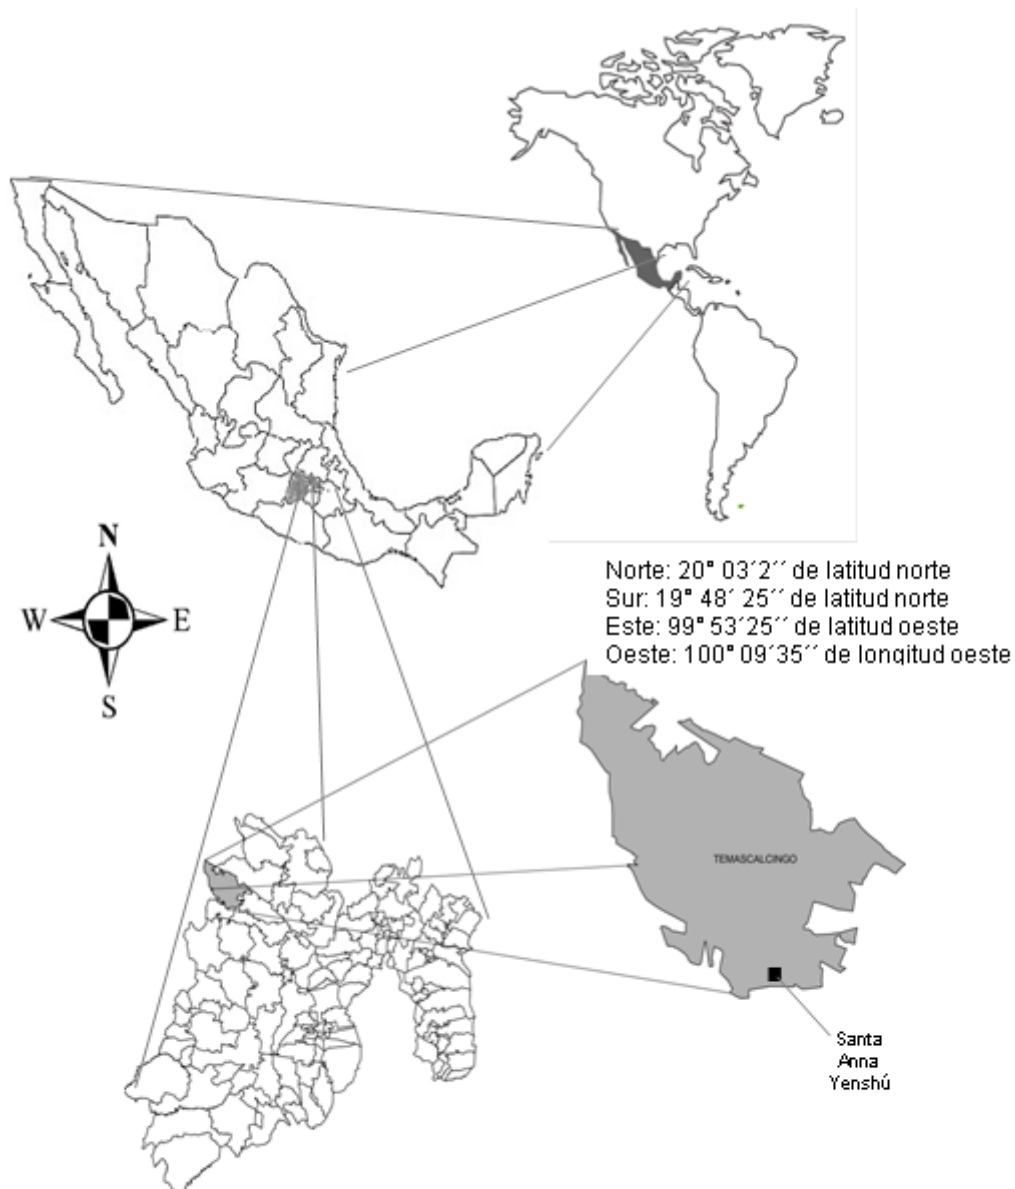 N
W
E
S
Norte: 20° 03´2´´ de latitud norte
Sur: 19° 48´ 25´´ de latitud norte
Este: 99° 53´25´´ de latitud oeste
Oeste: 100° 09´35´´ de longitud oeste
TEMASCALCINGO
Santa
Anna
Yenshú